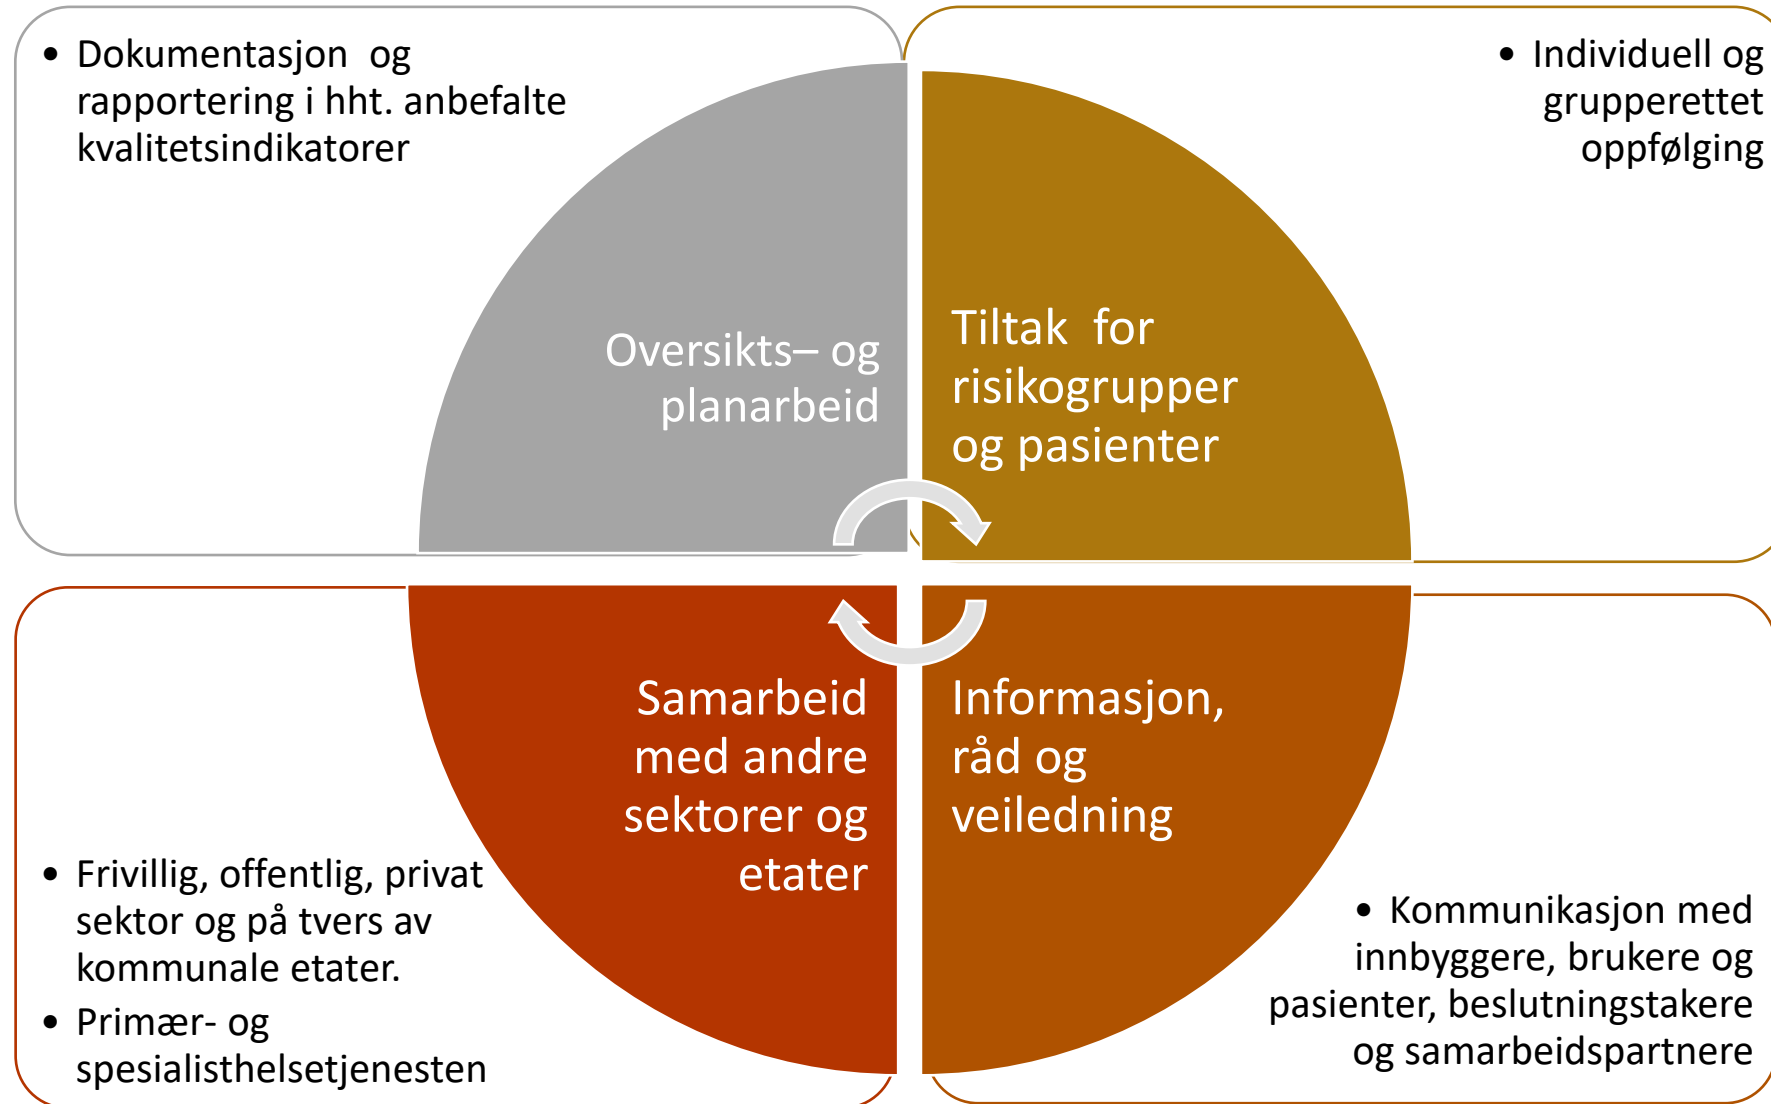 • Dokumentasjon og
rapportering i hht. anbefalte
kvalitetsindikatorer
• Individuell og
grupperettet
oppfølging
Oversikts– og
planarbeid
Tiltak for
risikogrupper
og pasienter
Samarbeid
med andre
sektorer og
etater
Informasjon,
råd og
veiledning
• Frivillig, offentlig, privat
sektor og på tvers av
kommunale etater.
• Primær- og
spesialisthelsetjenesten
• Kommunikasjon med
innbyggere, brukere og
pasienter, beslutningstakere
og samarbeidspartnere